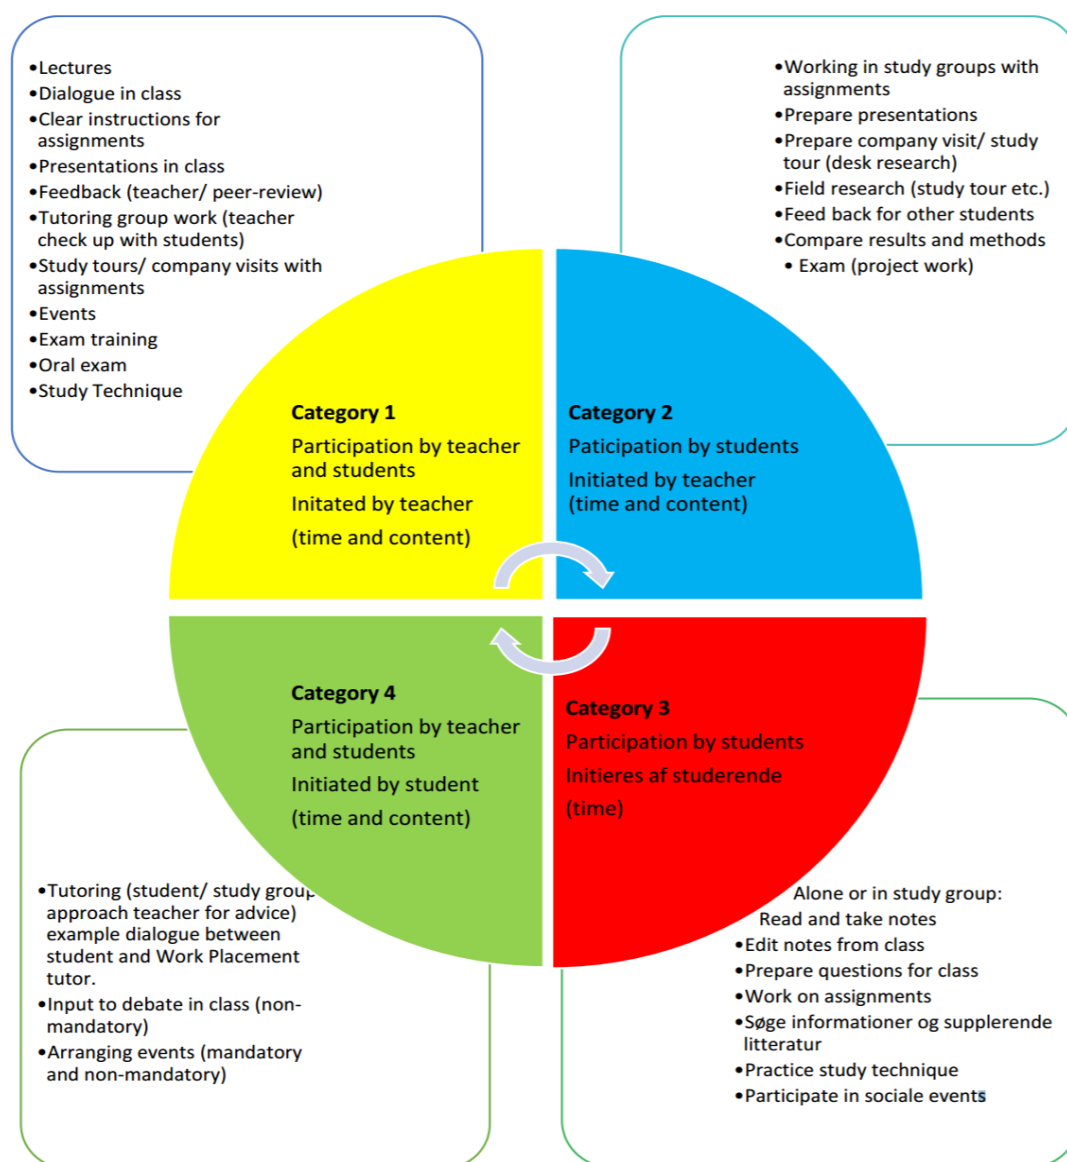 •Lectures
•Dialogue in class
•Clear instructions for
assignments
•Presentations in class
•Feedback (teacher/ peer-review)
•Tutoring group work (teacher
check up with students)
•Study tours/ company visits with
assignments
•Events
•Exam training
•Oral exam
•Study Technique
•Working in study groups with
assignments
•Prepare presentations
•Prepare company visit/ study
tour (desk research)
•Field research (study tour etc.)
•Feed back for other students
•Compare results and methods
• Exam (project work)
Category 1
Participation by teacher
and students
Initated by teacher
(time and content)
Category 2
Paticipation by students
Initiated by teacher
(time and content)
Category 4
Participation by teacher
and students
Initiated by student
(time and content)
Category 3
Participation by students
Initieres af studerende
(time)
•Tutoring (student/ study group
approach teacher for advice)
example dialogue between
student and Work Placement
tutor.
•Input to debate in class (non-
mandatory)
•Arranging events (mandatory
and non-mandatory)
Alone or in study group:
Read and take notes
•Edit notes from class
•Prepare questions for class
•Work on assignments
•Søge informationer og supplerende
litteratur
•Practice study technique
•Participate in sociale events